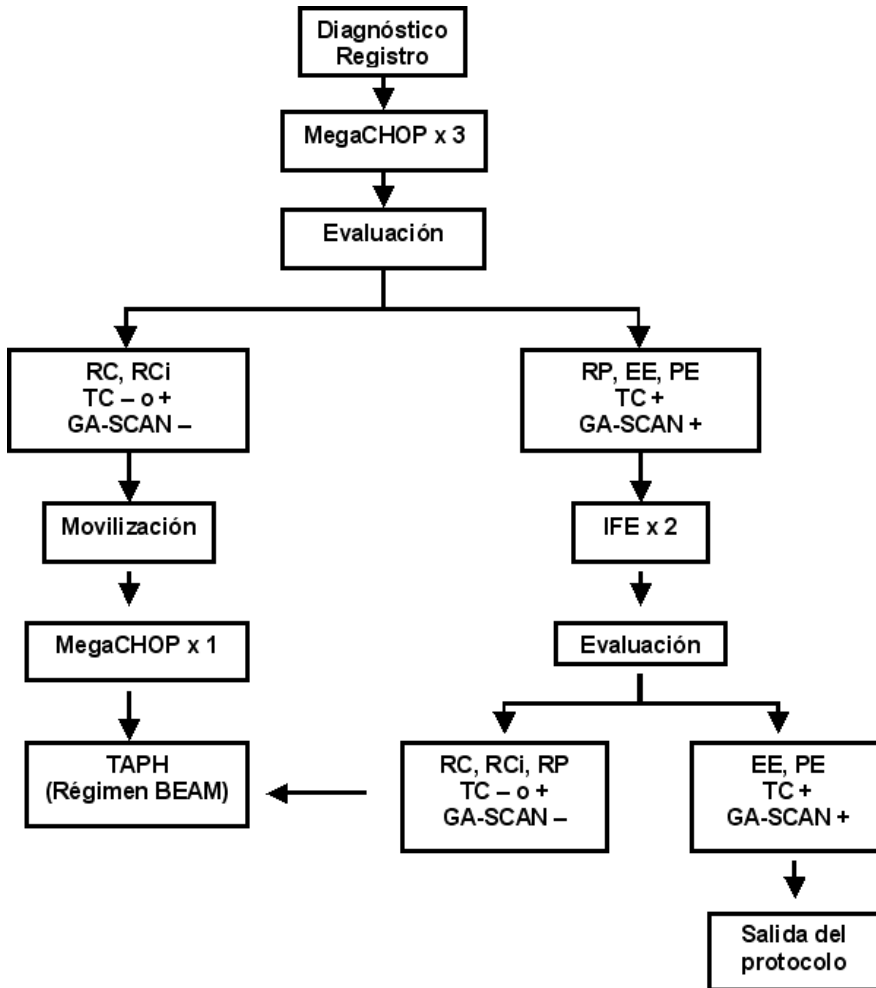 Diagnóstico
Registro
MegaCHOP x 3
Evaluación
RC, RCi
TC – o +
GA-SCAN –
RP, EE, PE
TC +
GA-SCAN +
Movilización
IFE x 2
MegaCHOP x 1
Evaluación
TAPH
(Régimen BEAM)
RC, RCi, RP
TC – o +
GA-SCAN –
EE, PE
TC +
GA-SCAN +
Salida del
protocolo